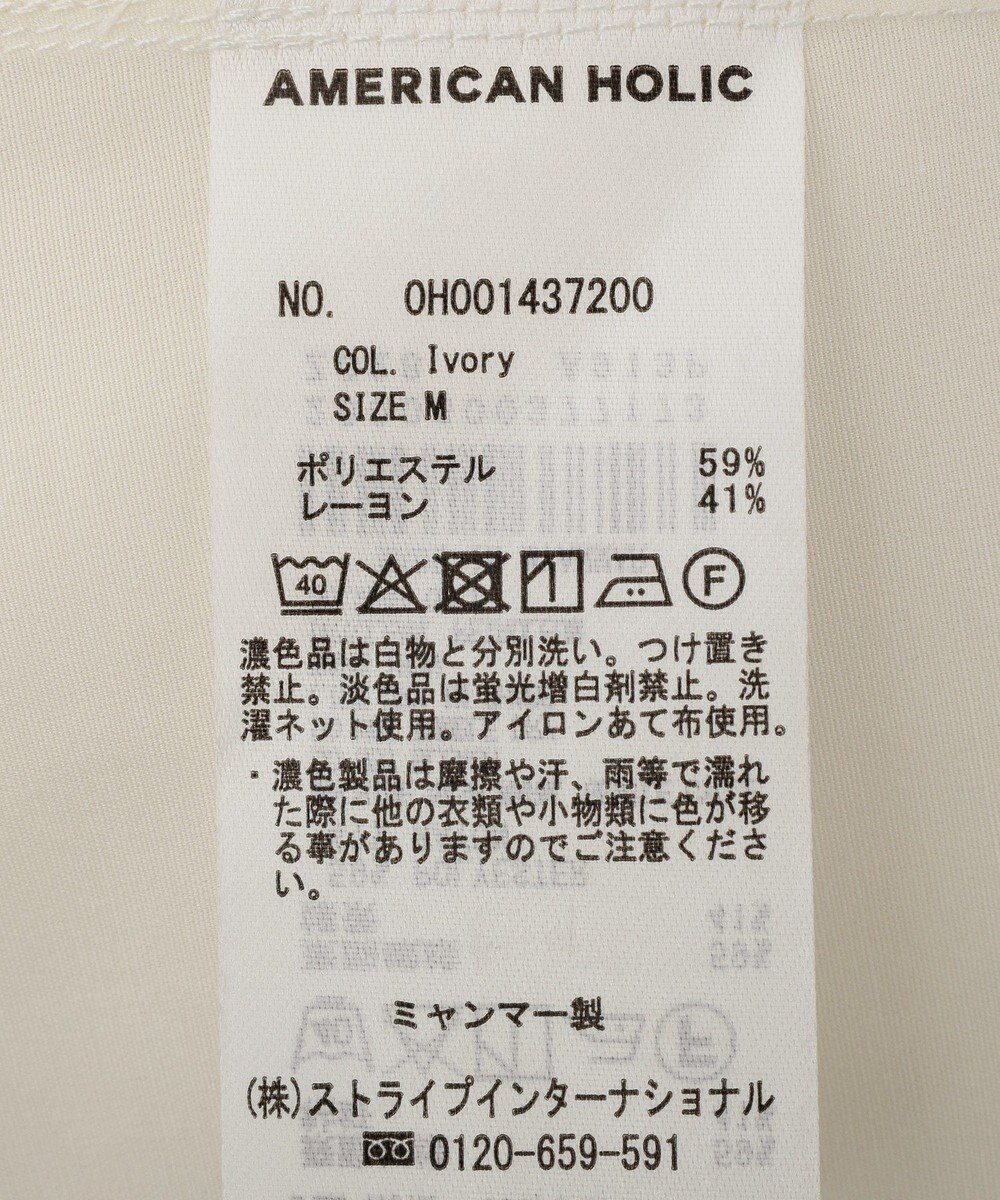 AMERICAN HOLIC
NO. 0H001437200
COL. Ivory
SIZE M
ポリエステル 59%
レーヨン 41%
40 F
濃色品は白物と分別洗い。つけ置き
禁止。淡色品は蛍光増白剤禁止。洗
濯ネット使用。アイロンあて布使用。
・濃色製品は摩擦や汗、雨等で濡れ
た際に他の衣類や小物類に色が移
る事がありますのでご注意くださ
い。
ミャンマー製
(株)ストライプインターナショナル
0120-659-591